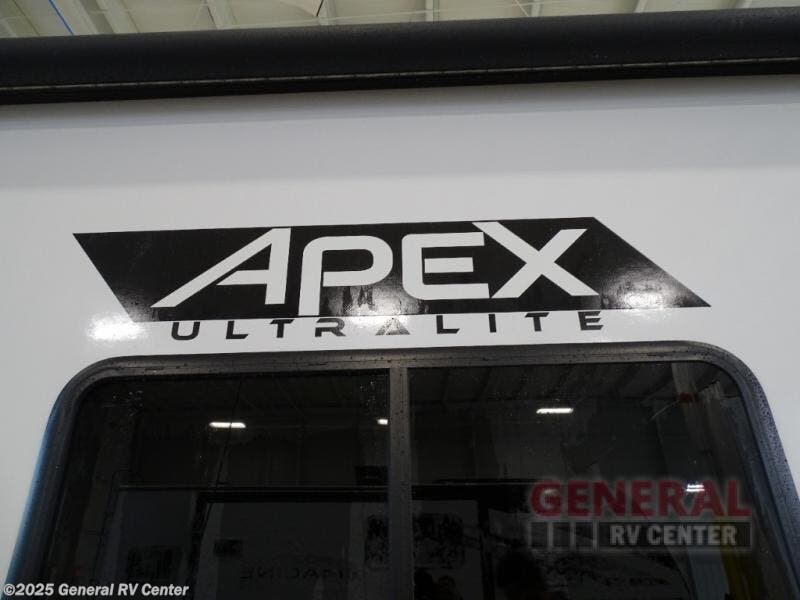 APEX
ULTRALITE
GENERAL
RV CENTER
©2025 General RV Center